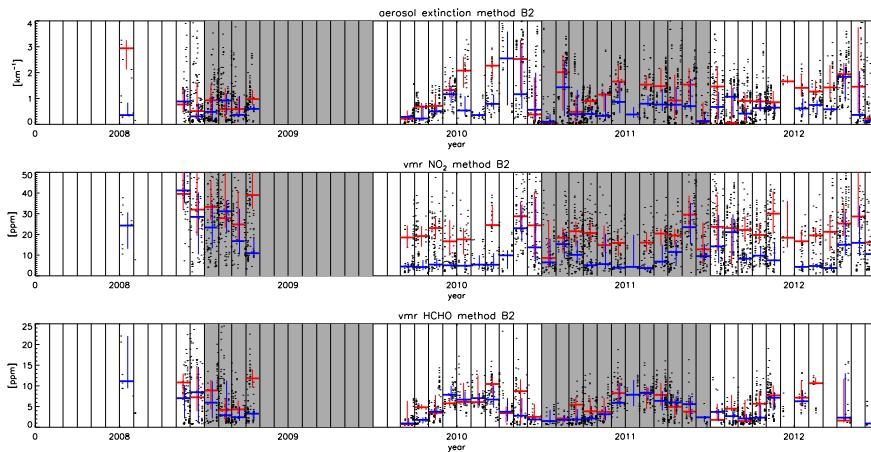 aerosol extinction method B2
4
3
2
1
0
[km⁻¹]
0 2008 2009 2010 2011 2012
year
vmr NO₂ method B2
50
40
30
20
10
0
[ppm]
0 2008 2009 2010 2011 2012
year
vmr HCHO method B2
25
20
15
10
5
0
[ppm]
0 2008 2009 2010 2011 2012
year